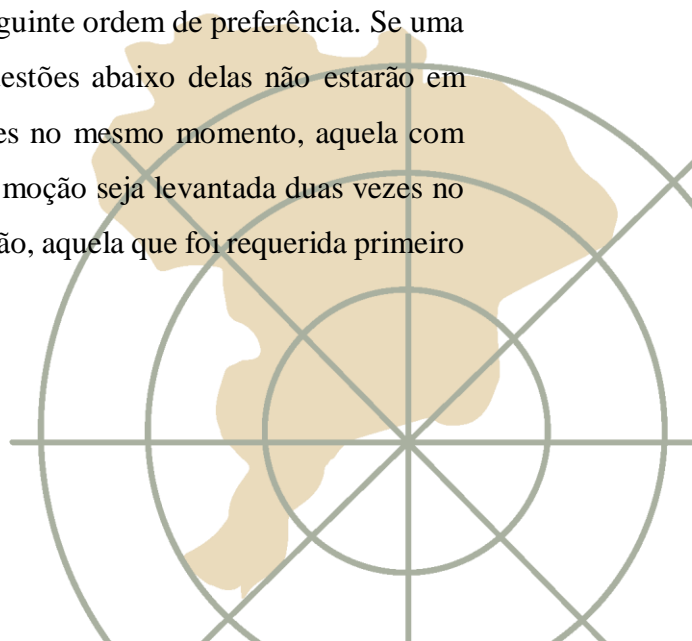 guinte ordem de preferência. Se uma
estões abaixo delas não estarão em
es no mesmo momento, aquela com
moção seja levantada duas vezes no
ão, aquela que foi requerida primeiro